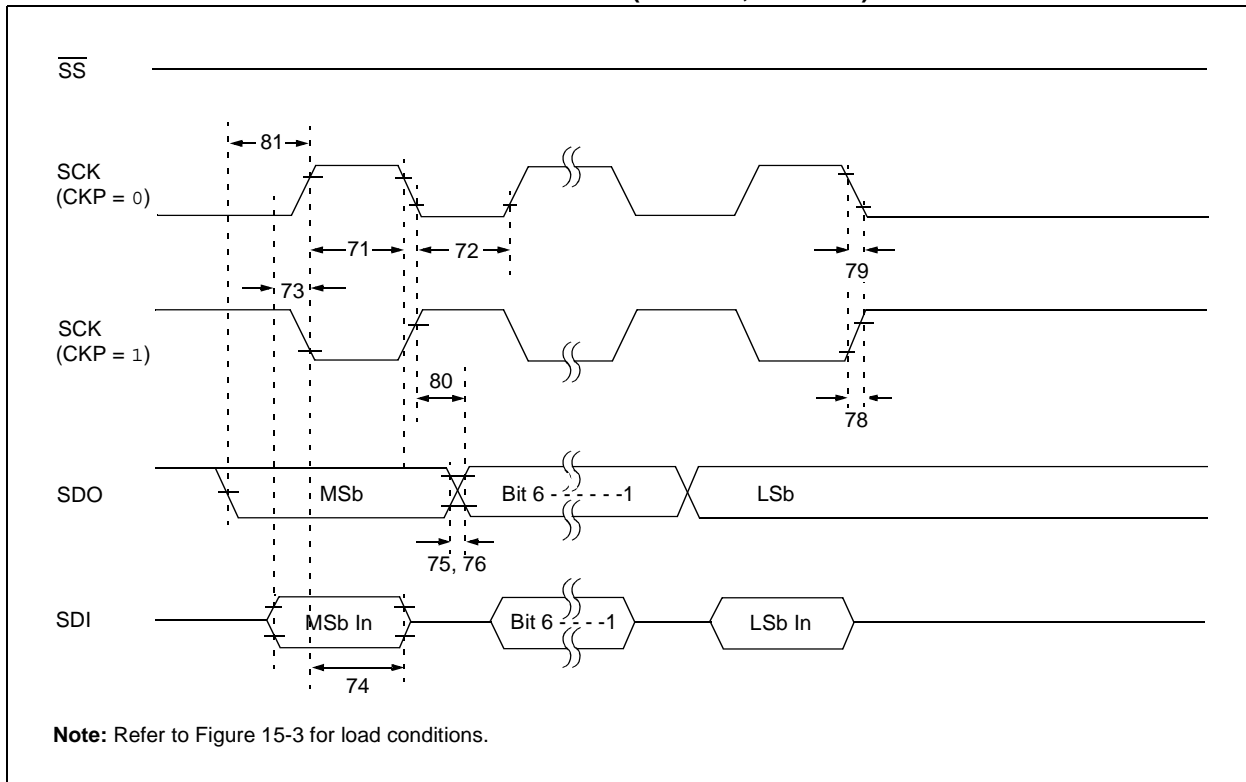 SS
81
SCK
(CKP = 0)
71
72
79
73
SCK
(CKP = 1)
80
78
SDO
MSb
Bit 6 - - - - - - -1
LSb
75, 76
SDI
MSb In
Bit 6 - - - - -1
LSb In
74
Note: Refer to Figure 15-3 for load conditions.